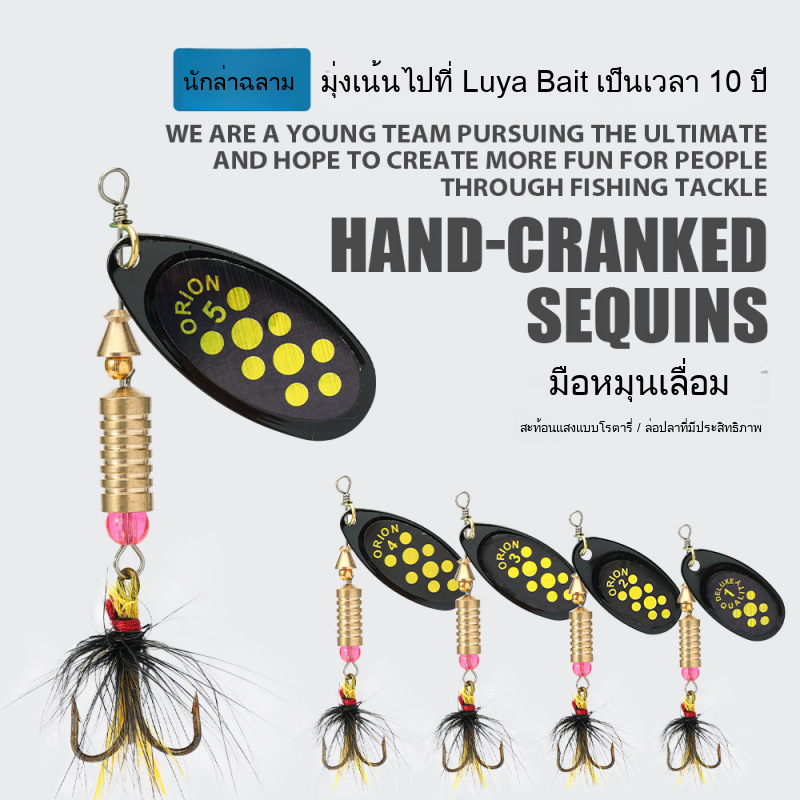 นักล่าฉลาม มุ่งเน้นไปที่ Luya Bait เป็นเวลา 10 ปี
WE ARE A YOUNG TEAM PURSUING THE ULTIMATE
AND HOPE TO CREATE MORE FUN FOR PEOPLE
THROUGH FISHING TACKLE
HAND-CRANKED
SEQUINS
มือหมุนเลื่อม
สะท้อนแสงแบบโรตารี่ / ล่อปลาที่มีประสิทธิภาพ
ORION
5
ORION
4
ORION
3
ORION
2
DELUXE
1
QUALITY